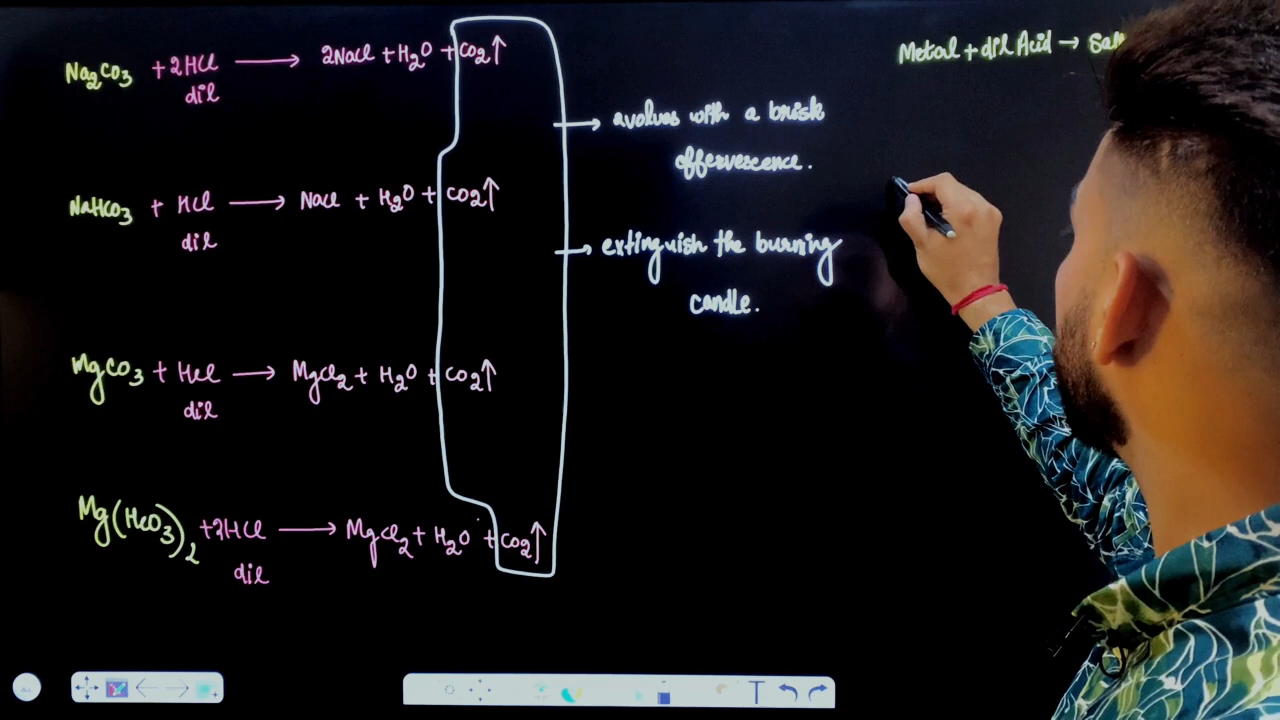 Na2CO3 + 2HCl → 2NaCl + H2O + CO2↑
dil
NaHCO3 + HCl → NaCl + H2O + CO2↑
dil
MgCO3 + HCl → MgCl2 + H2O + CO2↑
dil
Mg(HCO3)2 + 2HCl → MgCl2 + H2O + CO2↑
dil
→ avolves with a brisk
effervescence.
→ extinguish the burning
candle.
Metal + dil Acid →
T